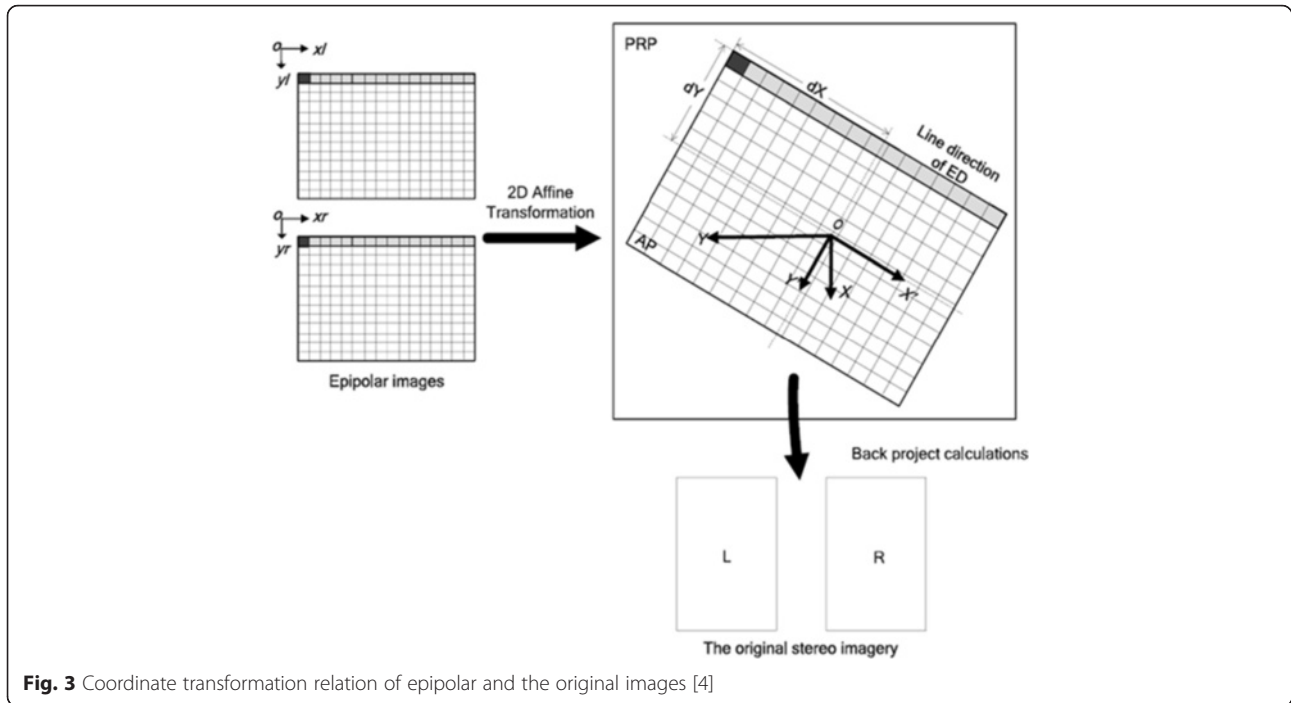 o xl
yl
o xr
yr
Epipolar images
2D Affine
Transformation
PRP
dX
dY
Line direction
of ED
O
Y
Y'
X
X'
AP
Back project calculations
L
R
The original stereo imagery
Fig. 3 Coordinate transformation relation of epipolar and the original images [4]